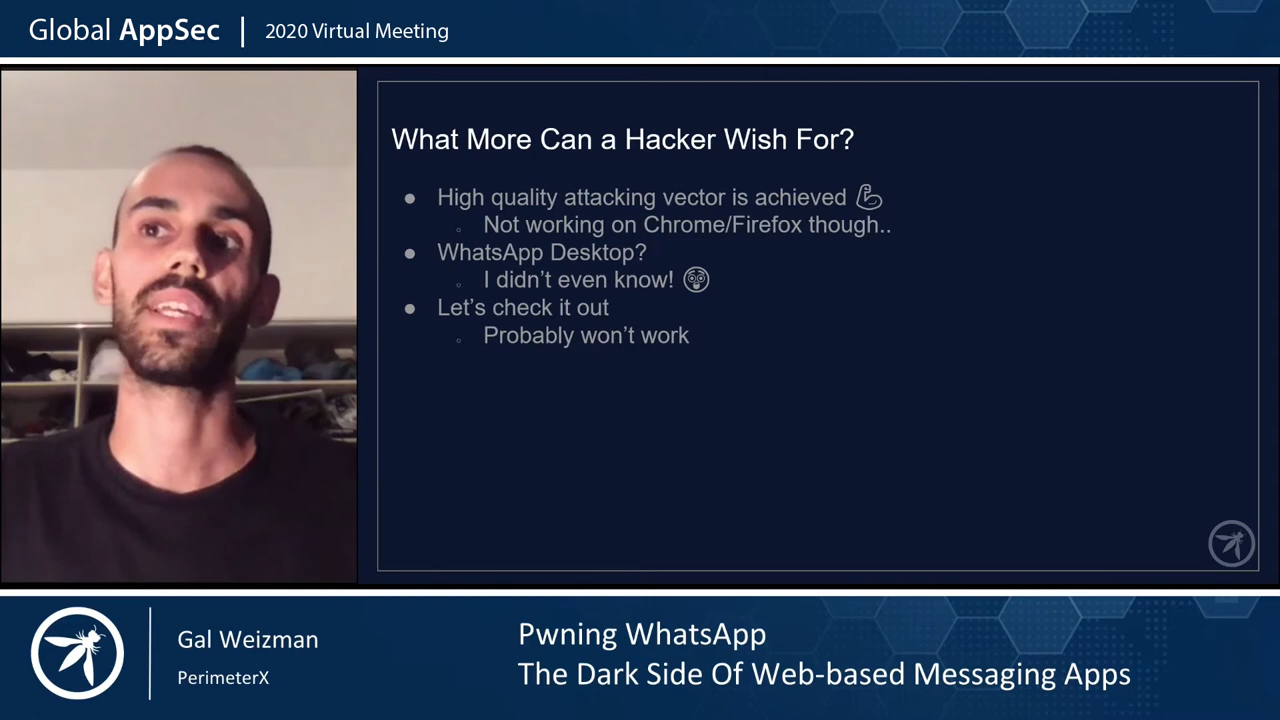 Global AppSec | 2020 Virtual Meeting
What More Can a Hacker Wish For?
● High quality attacking vector is achieved 💪
○ Not working on Chrome/Firefox though..
● WhatsApp Desktop?
○ I didn't even know! 😲
● Let's check it out
○ Probably won't work
Gal Weizman
PerimeterX
Pwning WhatsApp
The Dark Side Of Web-based Messaging Apps